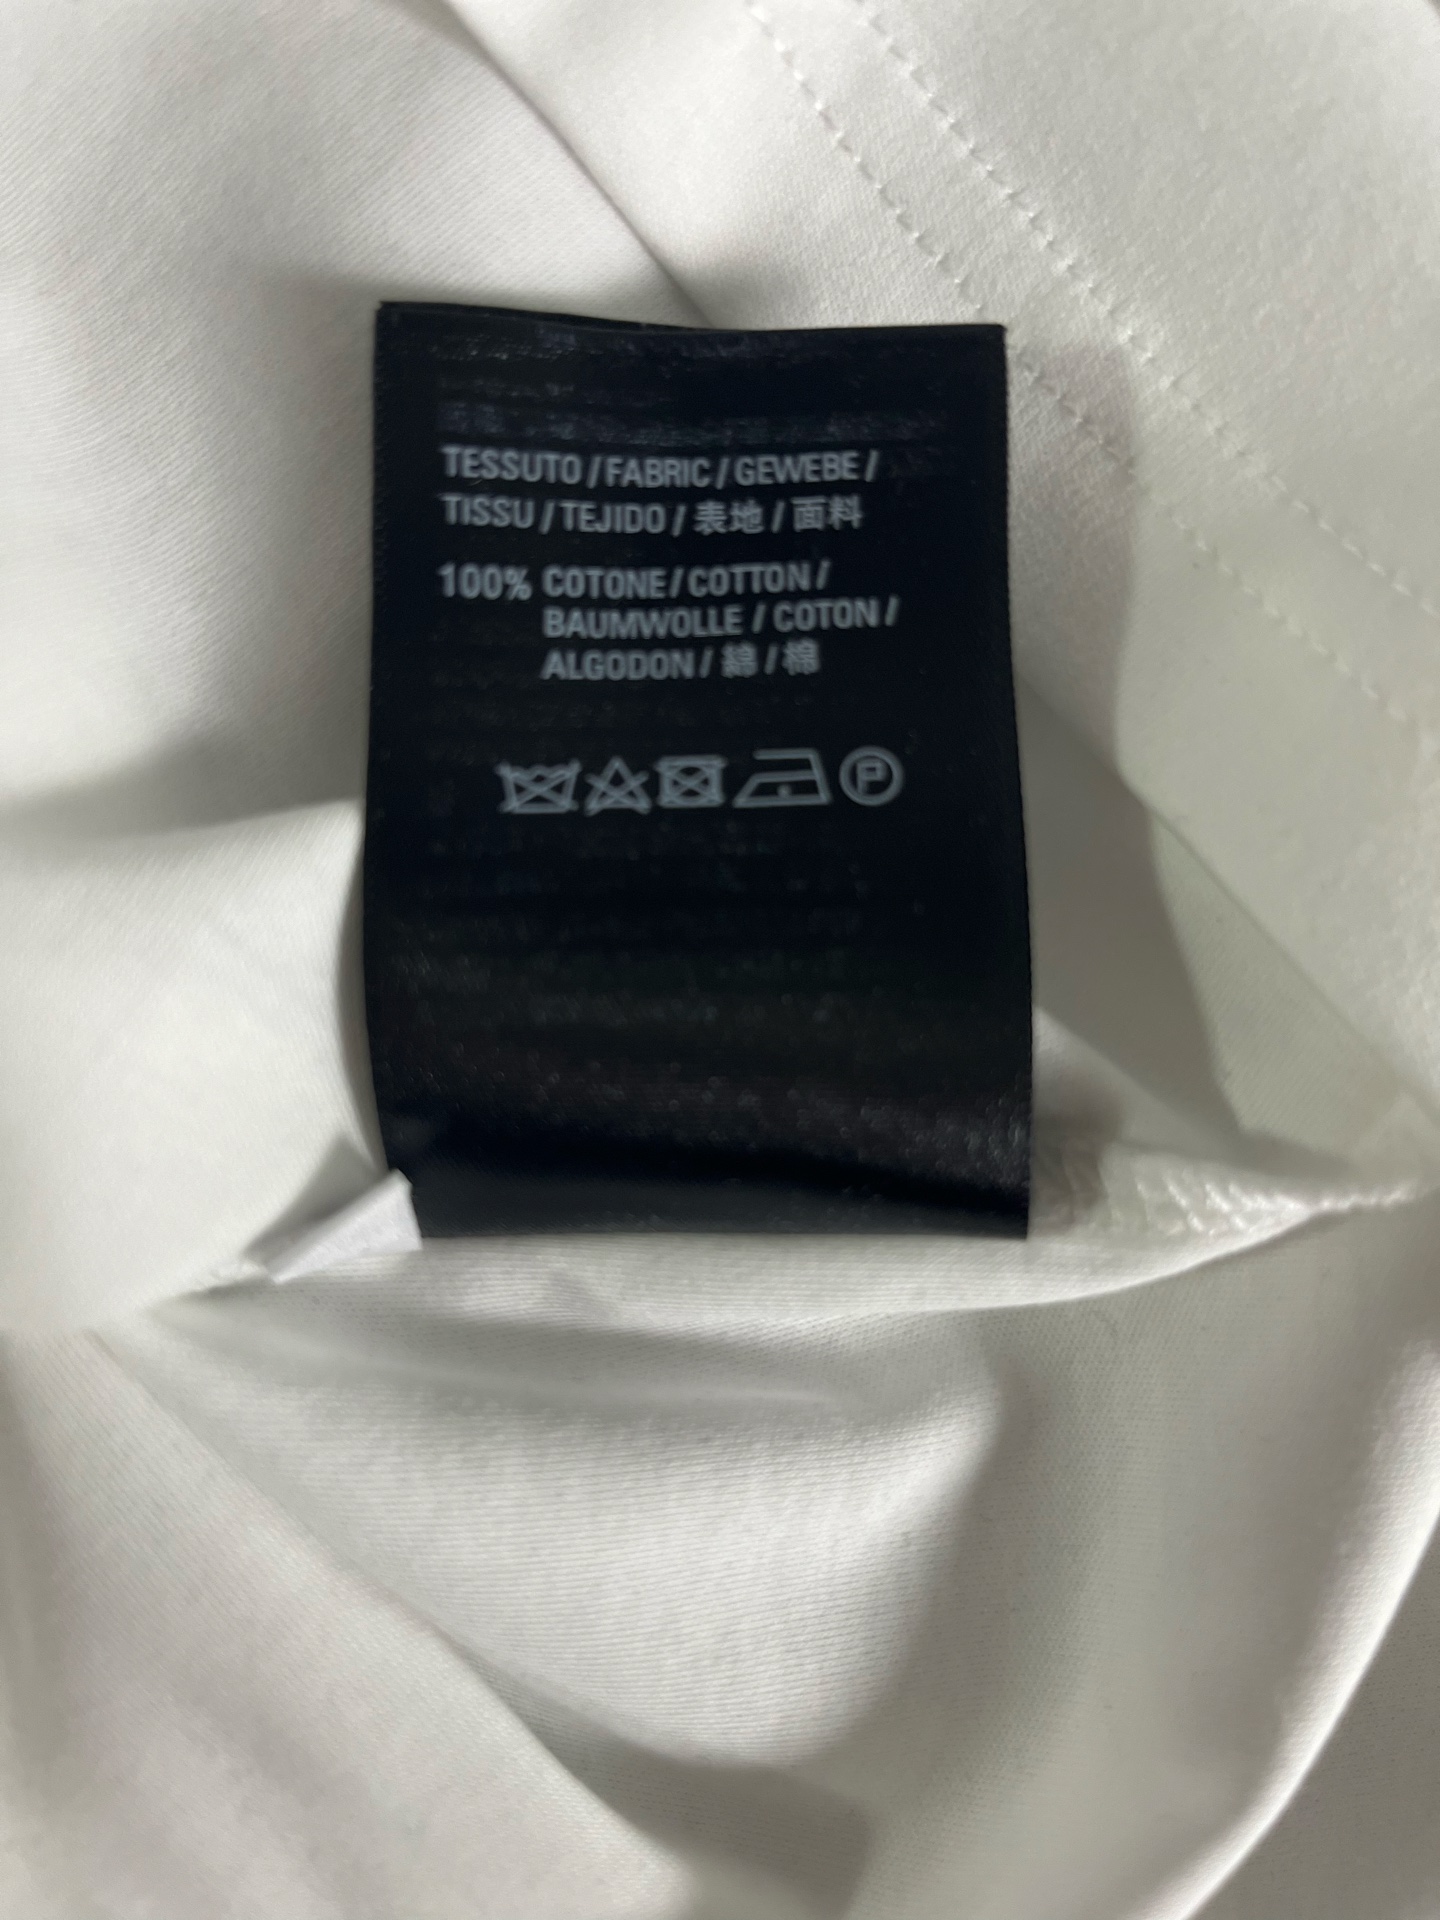 TESSUTO / FABRIC / GEWEBE /
TISSU / TEJIDO / 表地 / 面料
100% COTONE / COTTON /
BAUMWOLLE / COTON /
ALGODON / 綿 / 棉
P